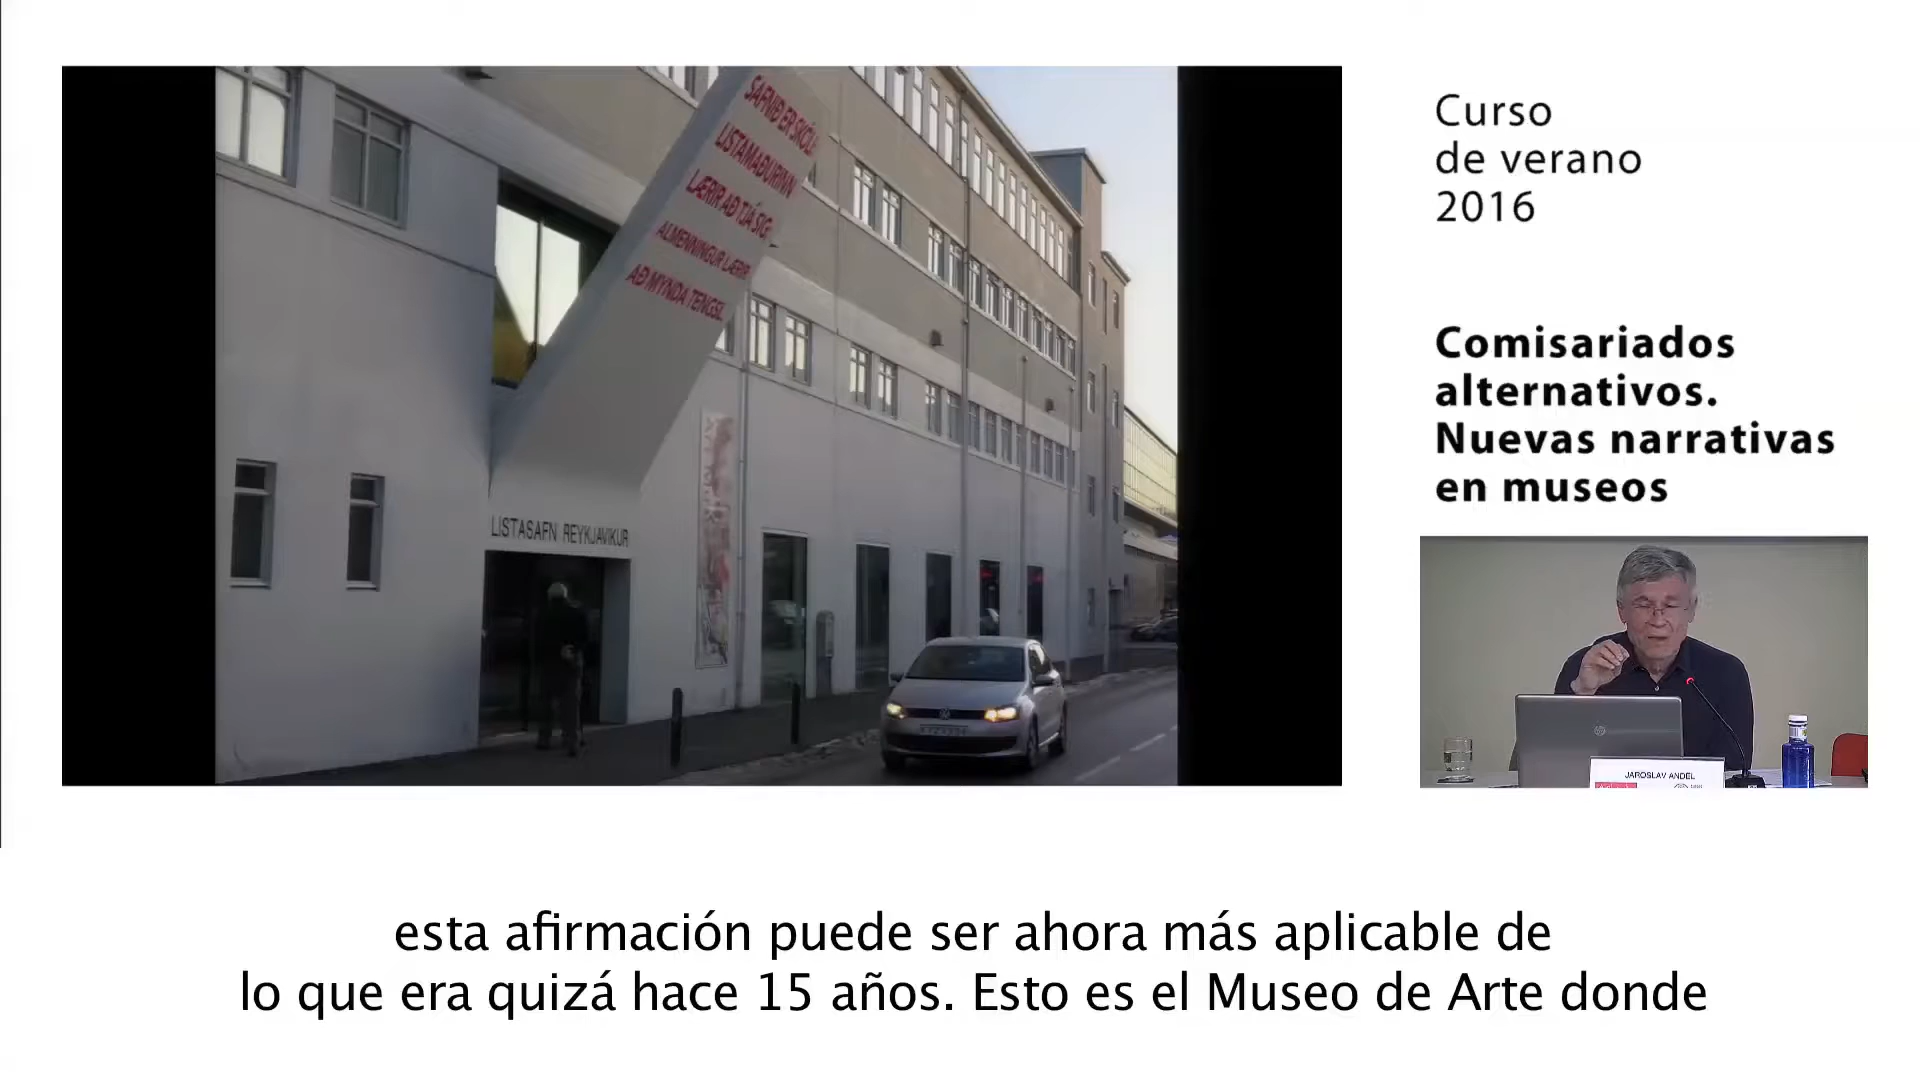 SAFNIÐ ER SKÓLI:
LISTAMAÐURINN
LÆRIR AÐ TJÁ SIG,
ALMENNINGUR LÆRIR
AÐ MYNDA TENGSL.
LISTASAFN REYKJAVIKUR
Curso
de verano
2016
Comisariados
alternativos.
Nuevas narrativas
en museos
JAROSLAV ANDEL
esta afirmación puede ser ahora más aplicable de
lo que era quizá hace 15 años. Esto es el Museo de Arte donde